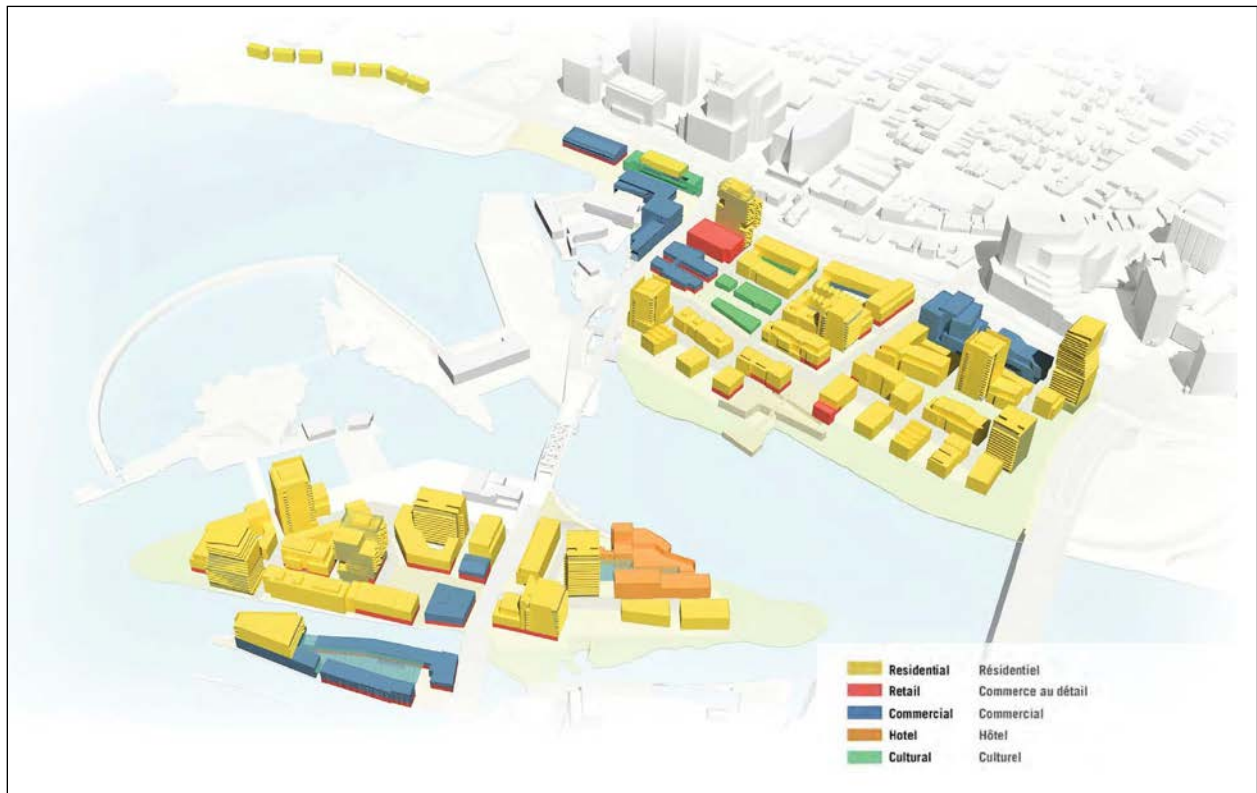 Residential Résidentiel
Retail Commerce au détail
Commercial Commercial
Hotel Hôtel
Cultural Culturel